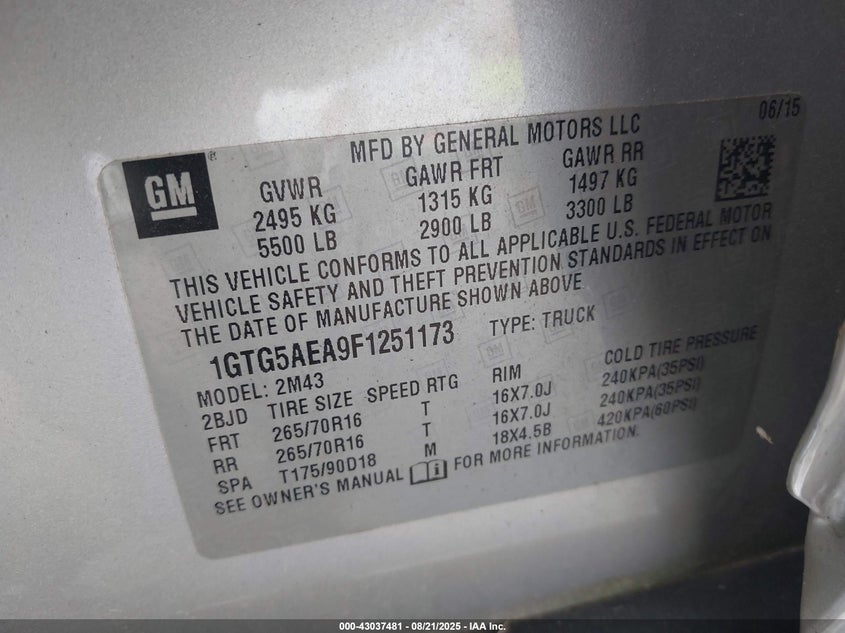 06/15
MFD BY GENERAL MOTORS LLC
GM
GVWR GAWR FRT GAWR RR
2495 KG 1315 KG 1497 KG
5500 LB 2900 LB 3300 LB
THIS VEHICLE CONFORMS TO ALL APPLICABLE U.S. FEDERAL MOTOR
VEHICLE SAFETY AND THEFT PREVENTION STANDARDS IN EFFECT ON
THE DATE OF MANUFACTURE SHOWN ABOVE.
1GTG5AEA9F1251173 TYPE: TRUCK
MODEL: 2M43
2BJD TIRE SIZE SPEED RTG RIM COLD TIRE PRESSURE
FRT 265/70R16 T 16X7.0J 240KPA(35PSI)
RR 265/70R16 T 16X7.0J 240KPA(35PSI)
SPA T175/90D18 M 18X4.5B 420KPA(60PSI)
SEE OWNER'S MANUAL FOR MORE INFORMATION.
000-43037481 - 08/21/2025 - IAA Inc.